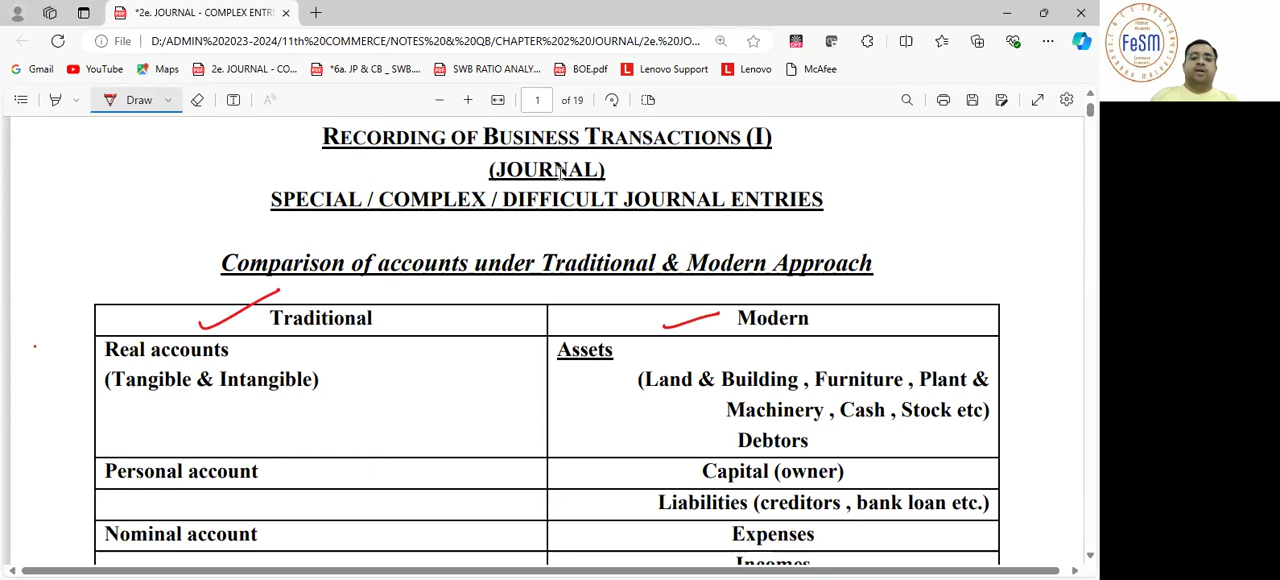 *2e. JOURNAL - COMPLEX ENTRI
File
D:/ADMIN%202023-2024/11th%20COMMERCE/NOTES%20&%20QB/CHAPTER%202%20JOURNAL/2e.%20JO...
Gmail
YouTube
Maps
2e. JOURNAL - CO...
*6a. JP & CB _ SWB....
SWB RATIO ANALY...
BOE.pdf
Lenovo Support
Lenovo
McAfee
Draw
1 of 19
RECORDING OF BUSINESS TRANSACTIONS (I)
(JOURNAL)
SPECIAL / COMPLEX / DIFFICULT JOURNAL ENTRIES
Comparison of accounts under Traditional & Modern Approach
Traditional
Modern
Real accounts
(Tangible & Intangible)
Assets
(Land & Building , Furniture , Plant &
Machinery , Cash , Stock etc)
Debtors
Personal account
Capital (owner)
Liabilities (creditors , bank loan etc.)
Nominal account
Expenses
Incomes
FeSM